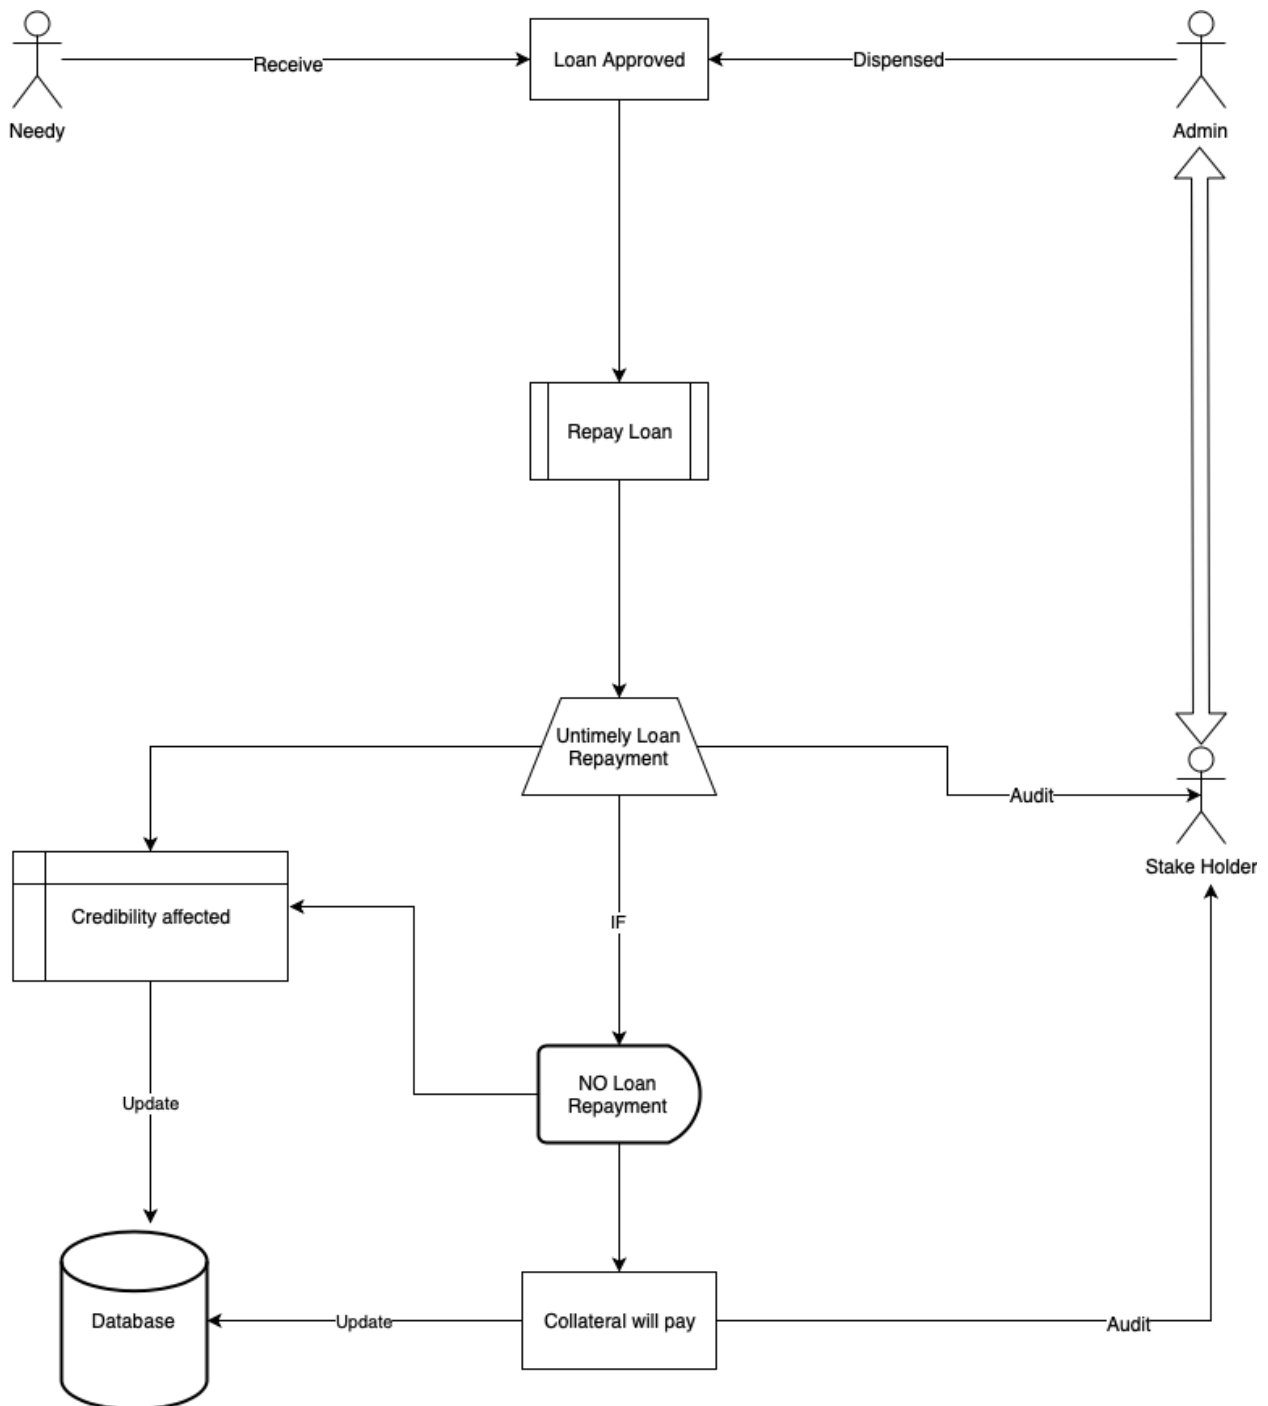 Receive
Loan Approved
Dispensed
Needy
Admin
Repay Loan
Untimely Loan
Repayment
Audit
Stake Holder
Credibility affected
IF
NO Loan
Repayment
Update
Database
Update
Collateral will pay
Audit